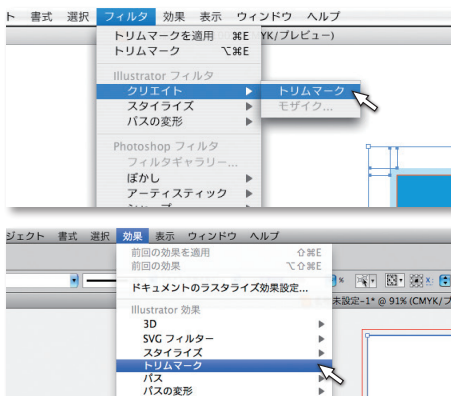 ト 書式 選択 フィルタ 効果 表示 ウィンドウ ヘルプ
トリムマークを適用 ⌘E
トリムマーク ⌥⌘E
YK/プレビュー)
Illustrator フィルタ
クリエイト ▶ トリムマーク
スタイライズ ▶ モザイク...
パスの変形 ▶
Photoshop フィルタ
フィルタギャラリー...
ぼかし ▶
アーティスティック ▶
ジェクト 書式 選択 効果 表示 ウィンドウ ヘルプ
前回の効果を適用 ⇧⌘E
前回の効果 ⌥⇧⌘E
ドキュメントのラスタライズ効果設定...
%
未設定-1* @ 91% (CMYK/プ
Illustrator 効果
3D ▶
SVG フィルター ▶
スタイライズ ▶
トリムマーク
パス ▶
パスの変形 ▶